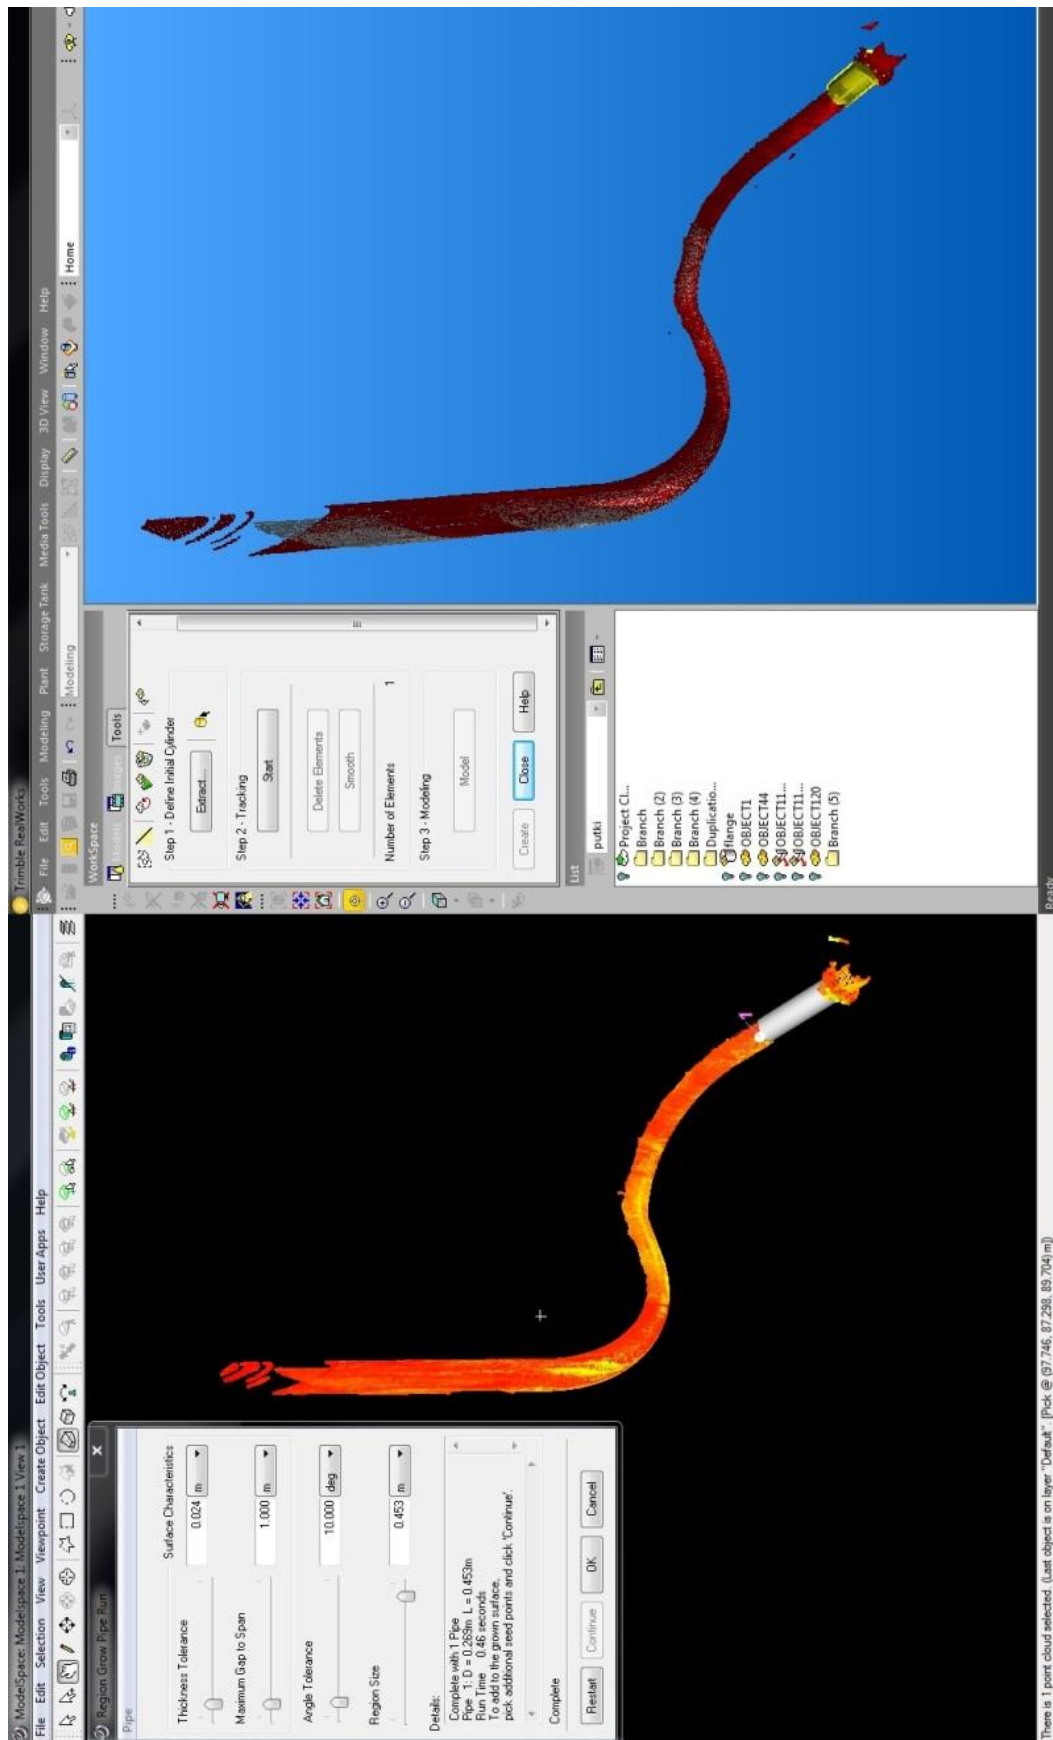 ModelSpace: Modelspace 1: Modelspace 1 View 1
File Edit Selection View Viewpoint Create Object Edit Object Tools User Apps Help
Region Grow Pipe Run
x
Pipe
Surface Characteristics
Thickness Tolerance
0.024 m
Maximum Gap to Span
1.000 m
Angle Tolerance
10.000 deg
Region Size
0.453 m
Details:
Complete with 1 Pipe
Pipe 1: D = 0.269m L = 0.453m
Run Time 0.46 seconds
To add to the grown surface,
pick additional seed points and click 'Continue'.
Complete
Restart Continue OK Cancel
1
There is 1 point cloud selected. (Last object is on layer "Default". [Pick @ (97.746, 87.298, 89.704) m])
Trimble RealWorks
File Edit Tools Modeling Plant Storage Tank Media Tools Display 3D View Window Help
Modeling
Home
WorkSpace
Models Images Tools
Step 1 - Define Initial Cylinder
Extract...
Step 2 - Tracking
Start
Delete Elements
Smooth
Number of Elements 1
Step 3 - Modeling
Model
Create Close Help
List
putki
Project Cl...
Branch
Branch (2)
Branch (3)
Branch (4)
Duplicatio...
flange
OBJECT1
OBJECT44
OBJECT11...
OBJECT11...
OBJECT120
Branch (5)
Ready